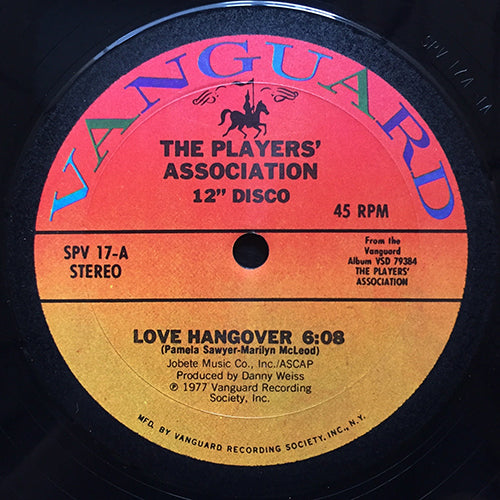 VANGUARD
THE PLAYERS'
ASSOCIATION
12" DISCO
45 RPM
SPV 17-A
STEREO
From the
Vanguard
Album VSD 79384
THE PLAYERS'
ASSOCIATION
LOVE HANGOVER 6:08
(Pamela Sawyer-Marilyn McLeod)
Jobete Music Co., Inc./ASCAP
Produced by Danny Weiss
℗ 1977 Vanguard Recording
Society, Inc.
MFD. BY VANGUARD RECORDING SOCIETY, INC., N.Y.